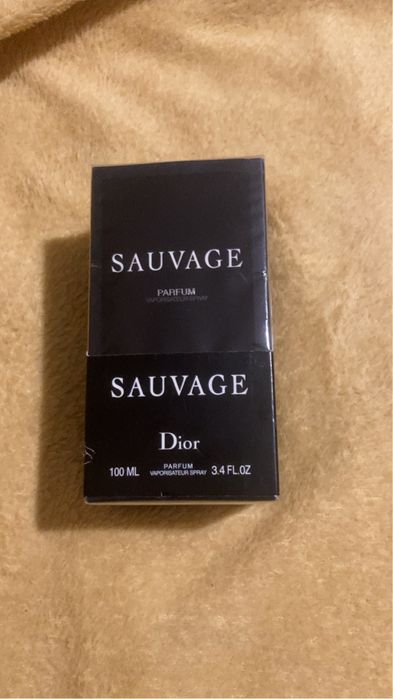 SAUVAGE
PARFUM
VAPORISATEUR SPRAY
SAUVAGE
Dior
100 ML PARFUM VAPORISATEUR SPRAY 3.4 FL.OZ